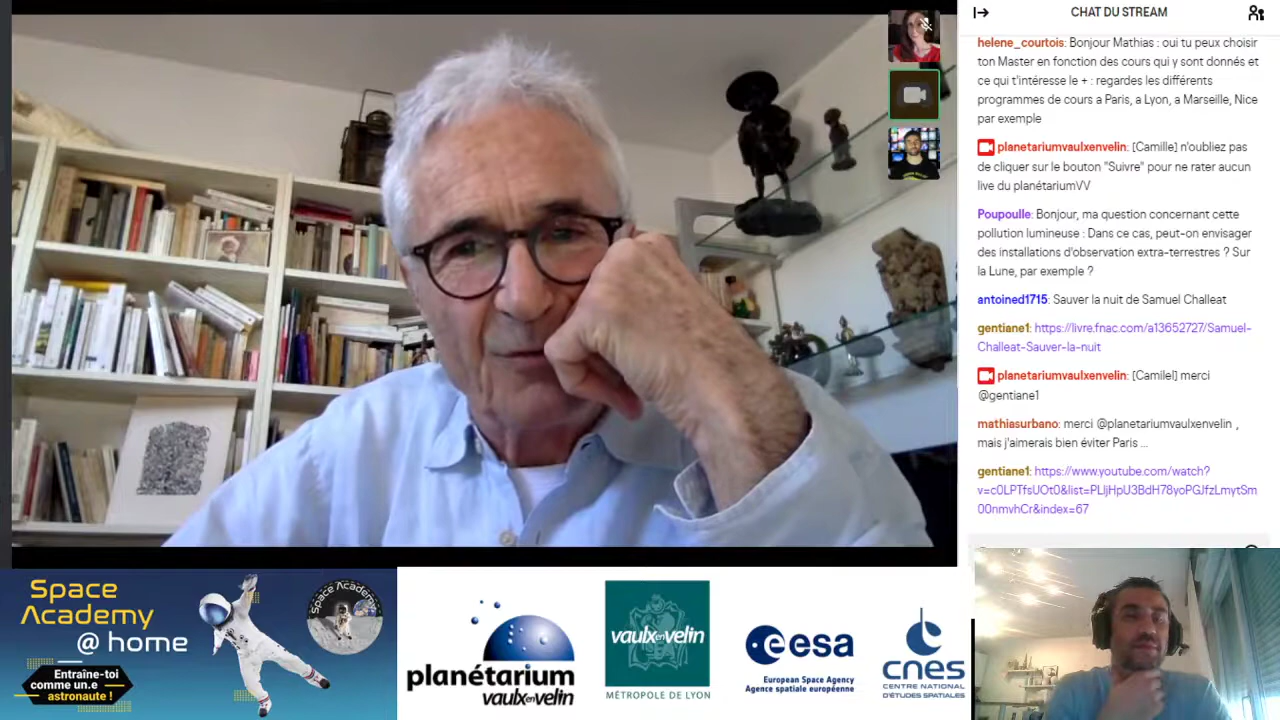 CHAT DU STREAM
helene_courtois: Bonjour Mathias : oui tu peux choisir
ton Master en fonction des cours qui y sont donnés et
ce qui t'intéresse le + : regardes les différents
programmes de cours a Paris, a Lyon, a Marseille, Nice
par exemple
planetariumvaulxenvelin: [Camille] n'oubliez pas
de cliquer sur le bouton "Suivre" pour ne rater aucun
live du planétariumVV
Poupoulle: Bonjour, ma question concernant cette
pollution lumineuse : Dans ce cas, peut-on envisager
des installations d'observation extra-terrestres ? Sur
la Lune, par exemple ?
antoined1715: Sauver la nuit de Samuel Challeat
gentiane1: https://livre.fnac.com/a13652727/Samuel-
Challeat-Sauver-la-nuit
planetariumvaulxenvelin: [Camilel] merci
@gentiane1
mathiasurbano: merci @planetariumvaulxenvelin ,
mais j'aimerais bien éviter Paris ...
gentiane1: https://www.youtube.com/watch?
v=c0LPTfsUOt0&list=PLIjHpU3BdH78yoPGJfzLmytSm
00nmvhCr&index=67
Space
Academy
@ home
Entraîne-toi
comme un.e
astronaute !
Space Academy
planétarium
vaulx en velin
vaulx en velin
MÉTROPOLE DE LYON
esa
European Space Agency
Agence spatiale européenne
cnes
CENTRE NATIONAL
D'ÉTUDES SPATIALES